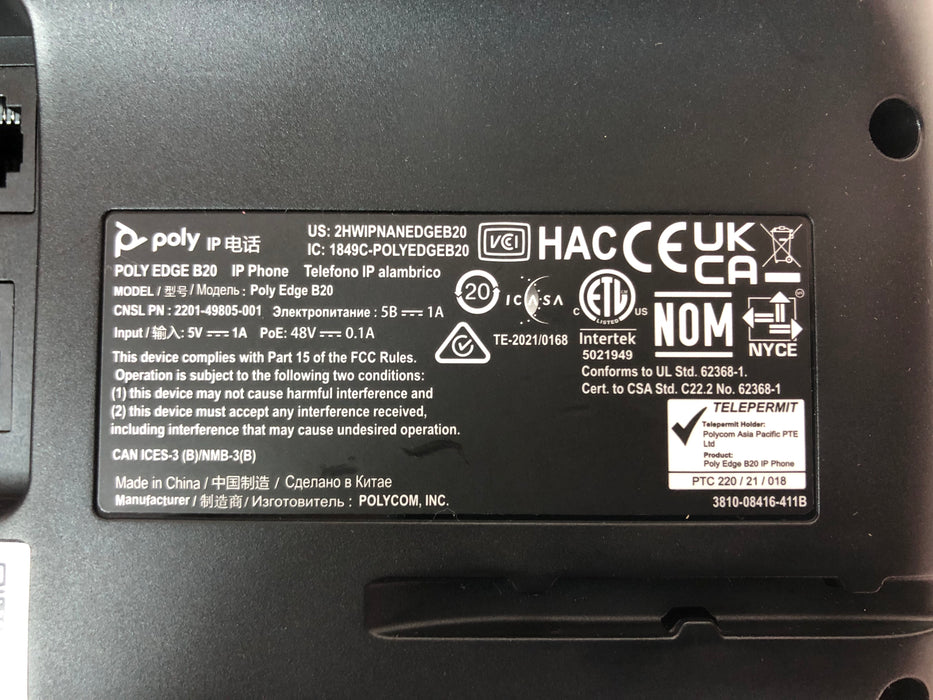 poly IP 电话
US: 2HWIPNANEDGEB20
IC: 1849C-POLYEDGEB20
VCCI
HAC CE UK
CA
POLY EDGE B20 IP Phone Telefono IP alambrico
MODEL / 型号 / Модель : Poly Edge B20
CNSL PN : 2201-49805-001 Электропитание : 5В 1A
Input / 输入: 5V 1A PoE: 48V 0.1A
20
ICASA
TE-2021/0168
ETL
LISTED
C US
Intertek
5021949
NOM
NYCE
This device complies with Part 15 of the FCC Rules.
Operation is subject to the following two conditions:
(1) this device may not cause harmful interference and
(2) this device must accept any interference received,
including interference that may cause undesired operation.
Conforms to UL Std. 62368-1.
Cert. to CSA Std. C22.2 No. 62368-1
CAN ICES-3 (B)/NMB-3(B)
TELEPERMIT
Telepermit Holder:
Polycom Asia Pacific PTE
Ltd
Product:
Poly Edge B20 IP Phone
PTC 220 / 21 / 018
Made in China / 中国制造 / Сделано в Китае
Manufacturer / 制造商 / Изготовитель : POLYCOM, INC.
3810-08416-411B